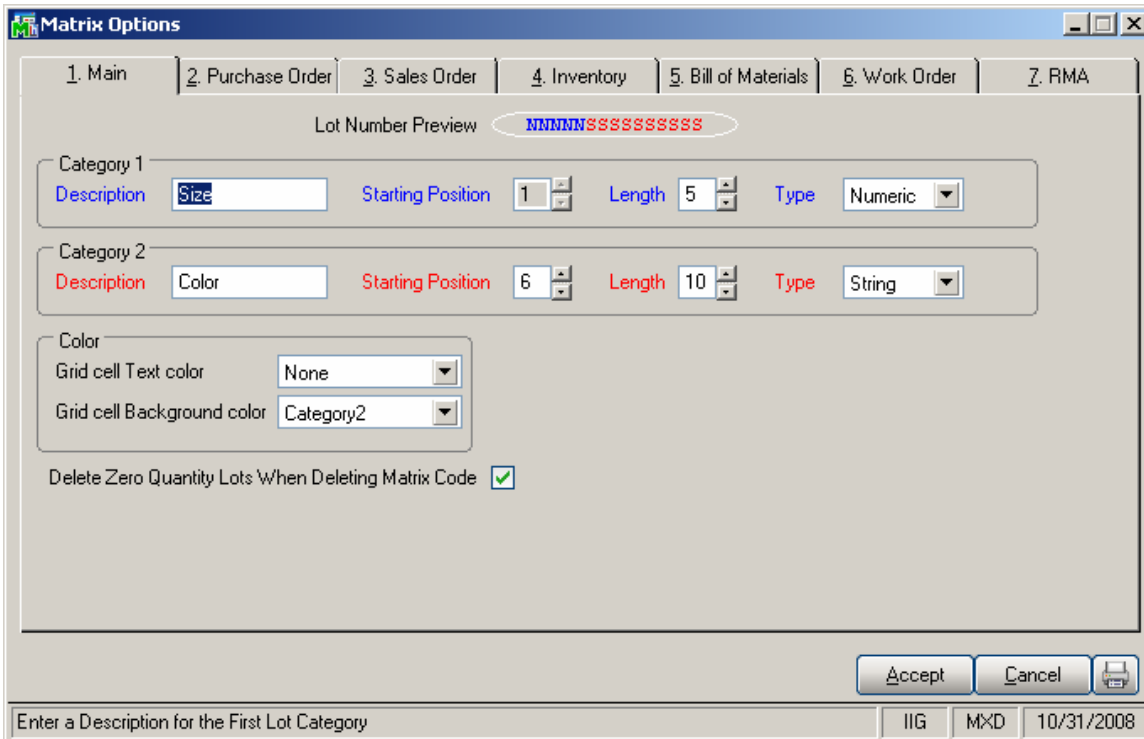 Matrix Options
1. Main 2. Purchase Order 3. Sales Order 4. Inventory 5. Bill of Materials 6. Work Order 7. RMA
Lot Number Preview NNNNNSSSSSSSSSS
Category 1
Description Size Starting Position 1 Length 5 Type Numeric
Category 2
Description Color Starting Position 6 Length 10 Type String
Color
Grid cell Text color None
Grid cell Background color Category2
Delete Zero Quantity Lots When Deleting Matrix Code
Accept Cancel
Enter a Description for the First Lot Category IIG MXD 10/31/2008